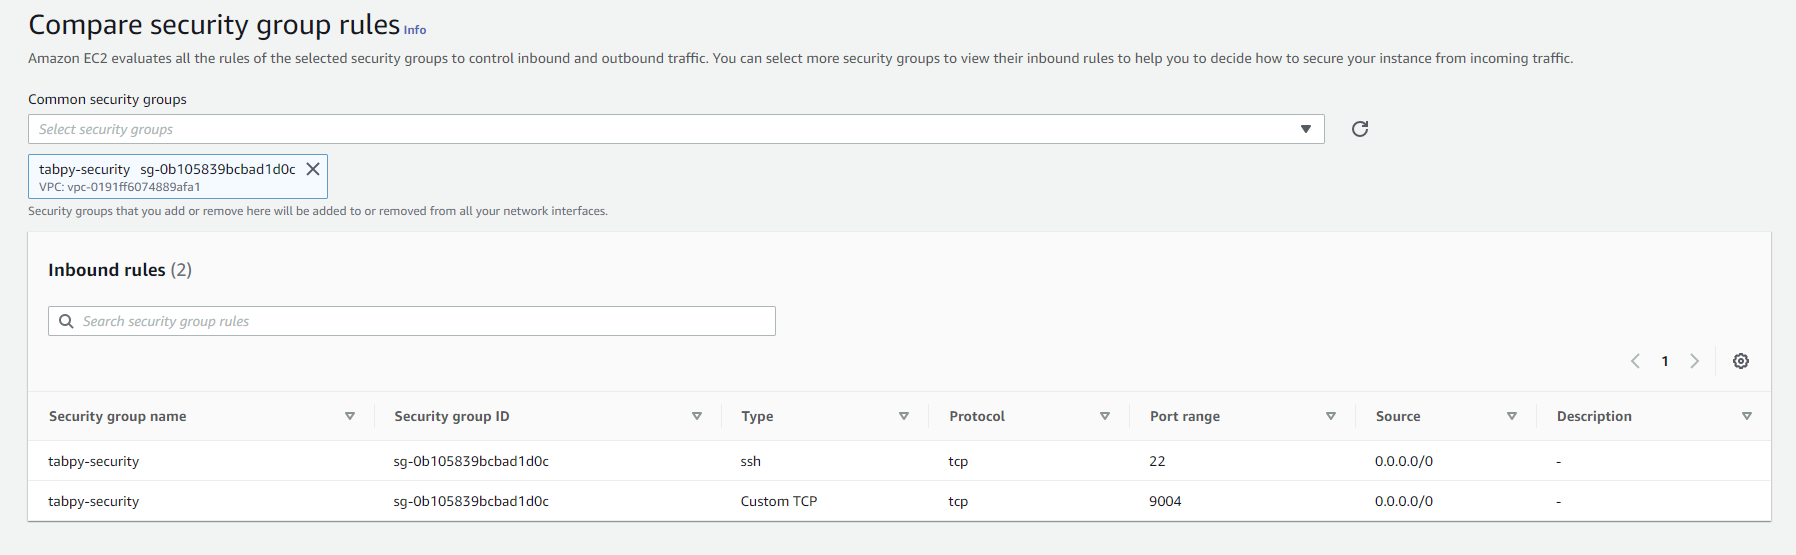 Compare security group rules Info
Amazon EC2 evaluates all the rules of the selected security groups to control inbound and outbound traffic. You can select more security groups to view their inbound rules to help you to decide how to secure your instance from incoming traffic.
Common security groups
Select security groups
tabpy-security sg-0b105839bcbad1d0c
VPC: vpc-0191ff6074889afa1
Security groups that you add or remove here will be added to or removed from all your network interfaces.
Inbound rules (2)
Search security group rules
1
Security group name Security group ID Type Protocol Port range Source Description
tabpy-security sg-0b105839bcbad1d0c ssh tcp 22 0.0.0.0/0 -
tabpy-security sg-0b105839bcbad1d0c Custom TCP tcp 9004 0.0.0.0/0 -